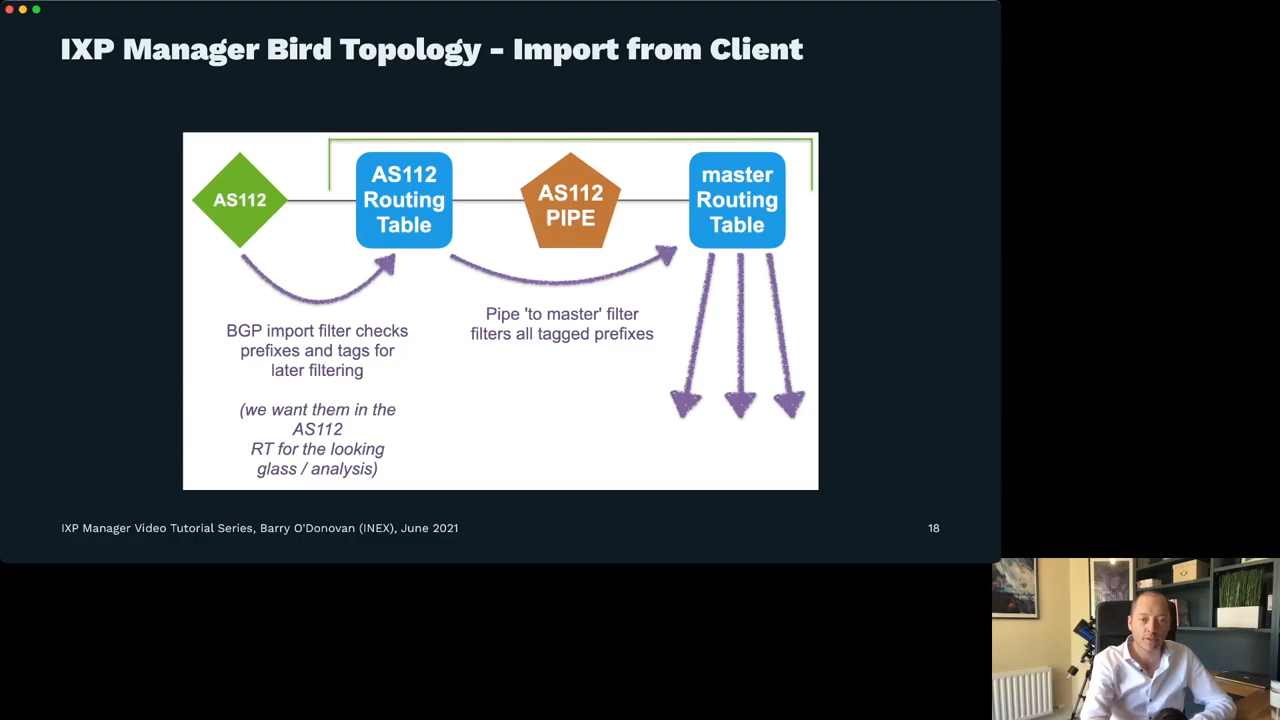 IXP Manager Bird Topology - Import from Client
AS112
AS112
Routing
Table
AS112
PIPE
master
Routing
Table
BGP import filter checks
prefixes and tags for
later filtering
(we want them in the
AS112
RT for the looking
glass / analysis)
Pipe 'to master' filter
filters all tagged prefixes
IXP Manager Video Tutorial Series, Barry O'Donovan (INEX), June 2021
18